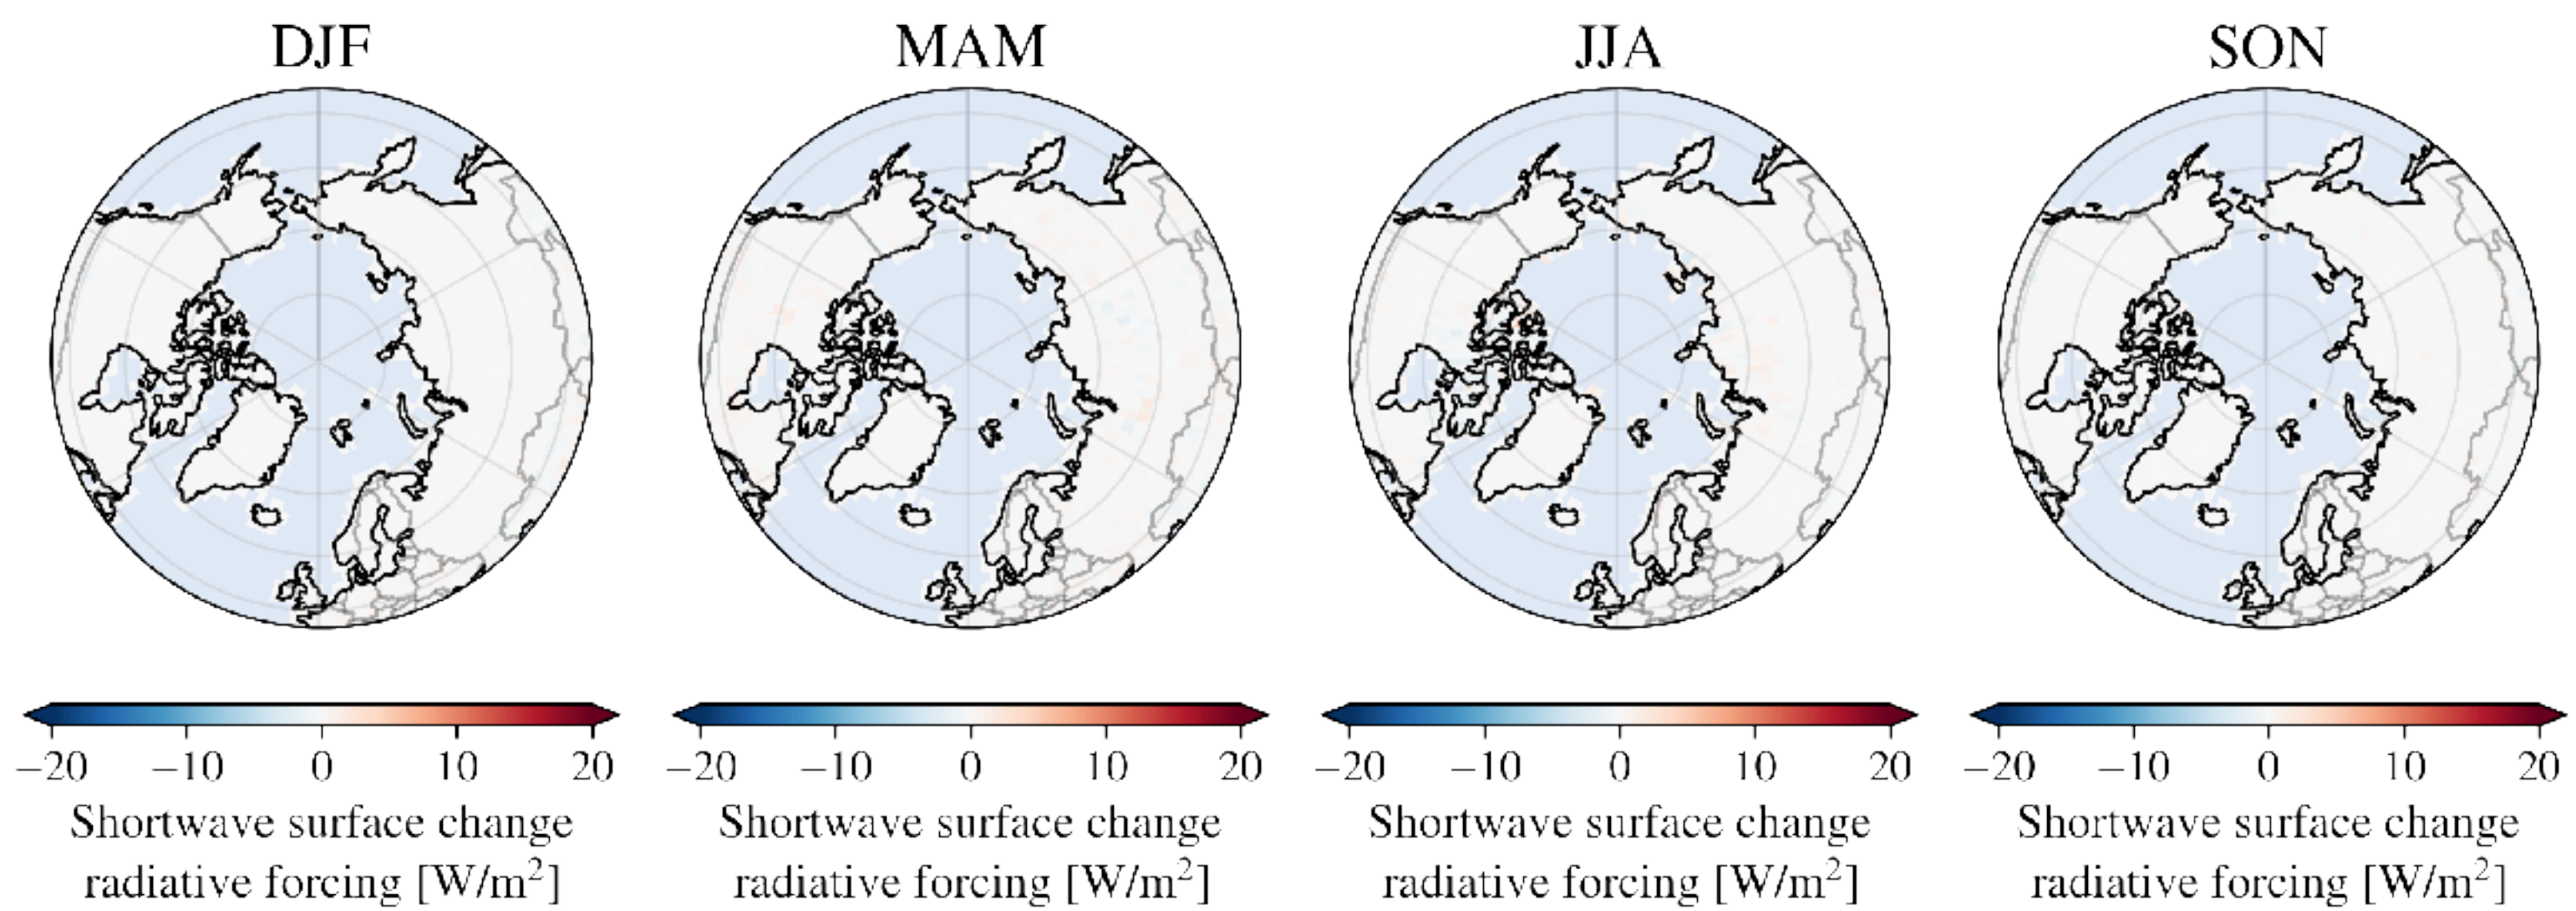 DJF MAM JJA SON
−20 −10 0 10 20 −20 −10 0 10 20 −20 −10 0 10 20 −20 −10 0 10 20
Shortwave surface change Shortwave surface change Shortwave surface change Shortwave surface change
radiative forcing [W/m²] radiative forcing [W/m²] radiative forcing [W/m²] radiative forcing [W/m²]